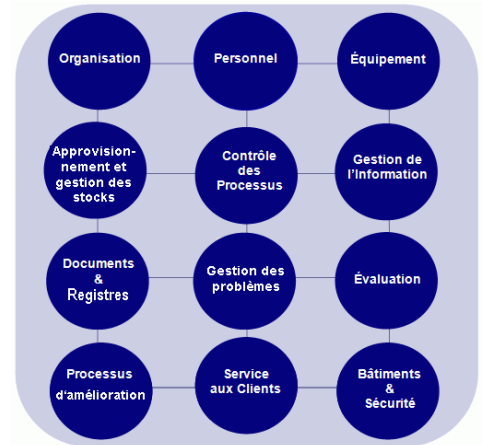 Organisation
Personnel
Équipement
Approvision-
nement et
gestion des
stocks
Contrôle
des
Processus
Gestion de
l'Information
Documents
&
Registres
Gestion des
problèmes
Évaluation
Processus
d'amélioration
Service
aux Clients
Bâtiments
&
Sécurité